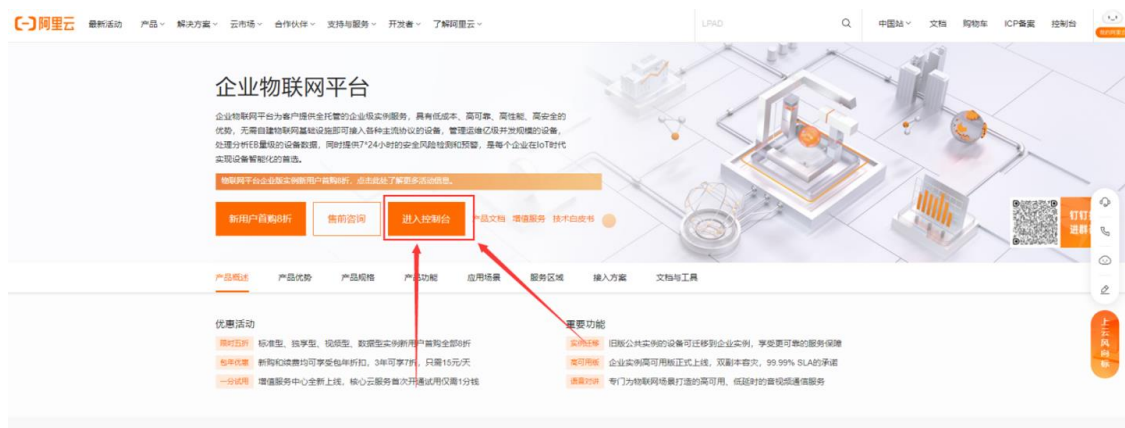 阿里云
最新活动 产品 解决方案 云市场 合作伙伴 支持与服务 开发者 了解阿里云
LPAD
中国站 文档 购物车 ICP备案 控制台
企业物联网平台
企业物联网平台为客户提供全托管的企业级实例服务，具有低成本、高可靠、高性能、高安全的
优势，无需自建物联网基础设施即可接入各种主流协议的设备，管理运维亿级并发规模的设备，
处理分析EB量级的设备数据，同时提供7*24小时的安全风险检测和预警，是每个企业在IoT时代
实现设备智能化的首选。
物联网平台企业版实例新用户首购8折，点击此处了解更多活动信息。
新用户首购8折 售前咨询 进入控制台 产品文档 增值服务 技术白皮书
钉钉
进群
产品概述 产品优势 产品规格 产品功能 应用场景 服务区域 接入方案 文档与工具
上云风向标
优惠活动
限时五折 标准型、独享型、视频型、数据型实例新用户首购全部8折
包年优惠 新购和续费均可享受包年折扣，3年可享7折，只需15元/天
一分试用 增值服务中心全新上线，核心云服务首次开通试用仅需1分钱
重要功能
实例迁移 旧版公共实例的设备可迁移到企业实例，享受更可靠的服务保障
高可用版 企业实例高可用版正式上线，双副本容灾，99.99% SLA的承诺
语音对讲 专门为物联网场景打造的高可用、低延时的音视频通信服务